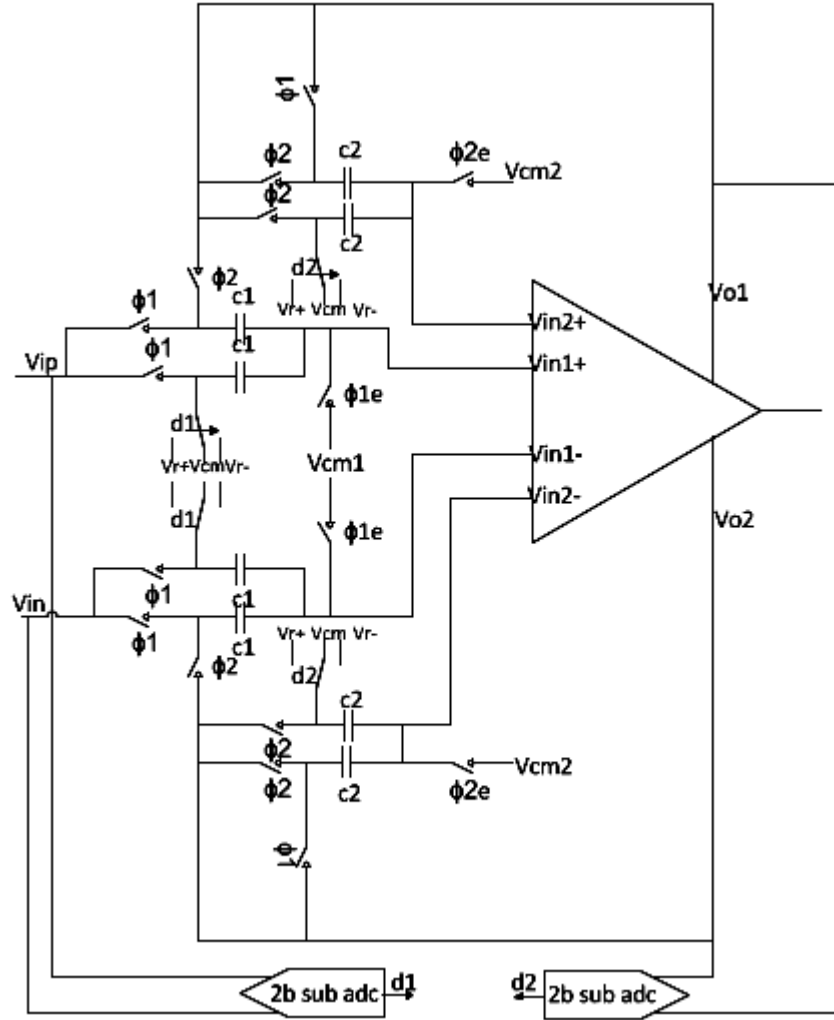 ϕ1
ϕ2 c2 ϕ2e
Vcm2
ϕ2
c2
d2
ϕ2
Vr+ Vcm Vr-
Vo1
ϕ1 c1
Vin2+
ϕ1 c1
Vip
Vin1+
ϕ1e
d1
Vr+VcmVr-
Vcm1
Vin1-
d1
Vin2-
ϕ1e
Vo2
ϕ1 c1
Vin
ϕ1 c1
Vr+ Vcm Vr-
ϕ2
d2
c2
ϕ2
Vcm2
ϕ2 c2 ϕ2e
ϕ1
2b sub adc d1
d2 2b sub adc